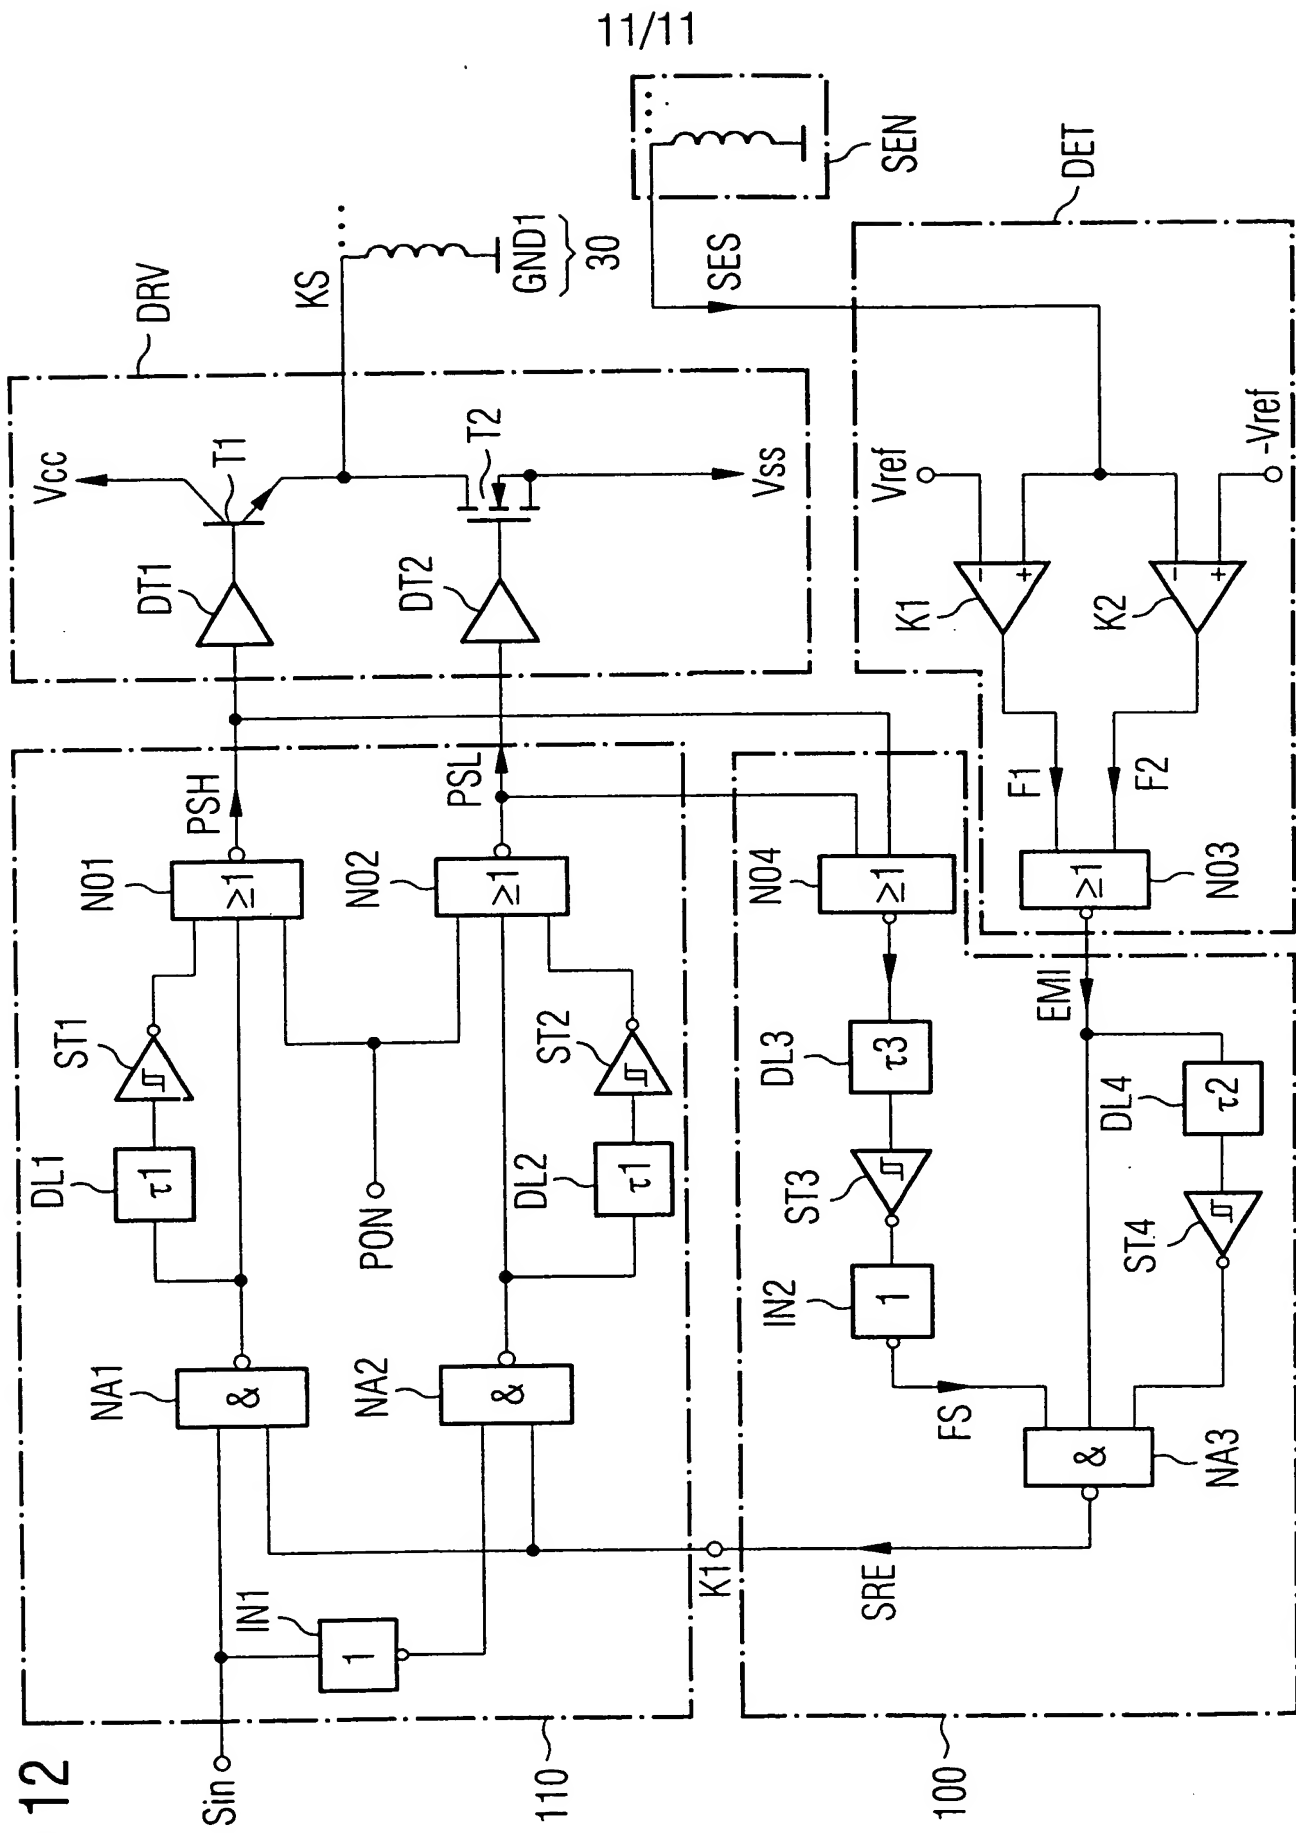 11/11
12
Sin
IN1
1
NA1
&
NA2
&
DL1
τ1
ST1
DL2
τ1
ST2
PON
NO1
≥1
NO2
≥1
PSH
PSL
110
DRV
DT1
DT2
T1
T2
Vcc
Vss
KS
GND1
30
SEN
SES
DET
Vref
-Vref
K1
-
+
K2
-
+
F1
F2
NO3
≥1
EMI
NO4
≥1
DL3
τ3
ST3
IN2
1
FS
DL4
τ2
ST4
NA3
&
SRE
K1
100